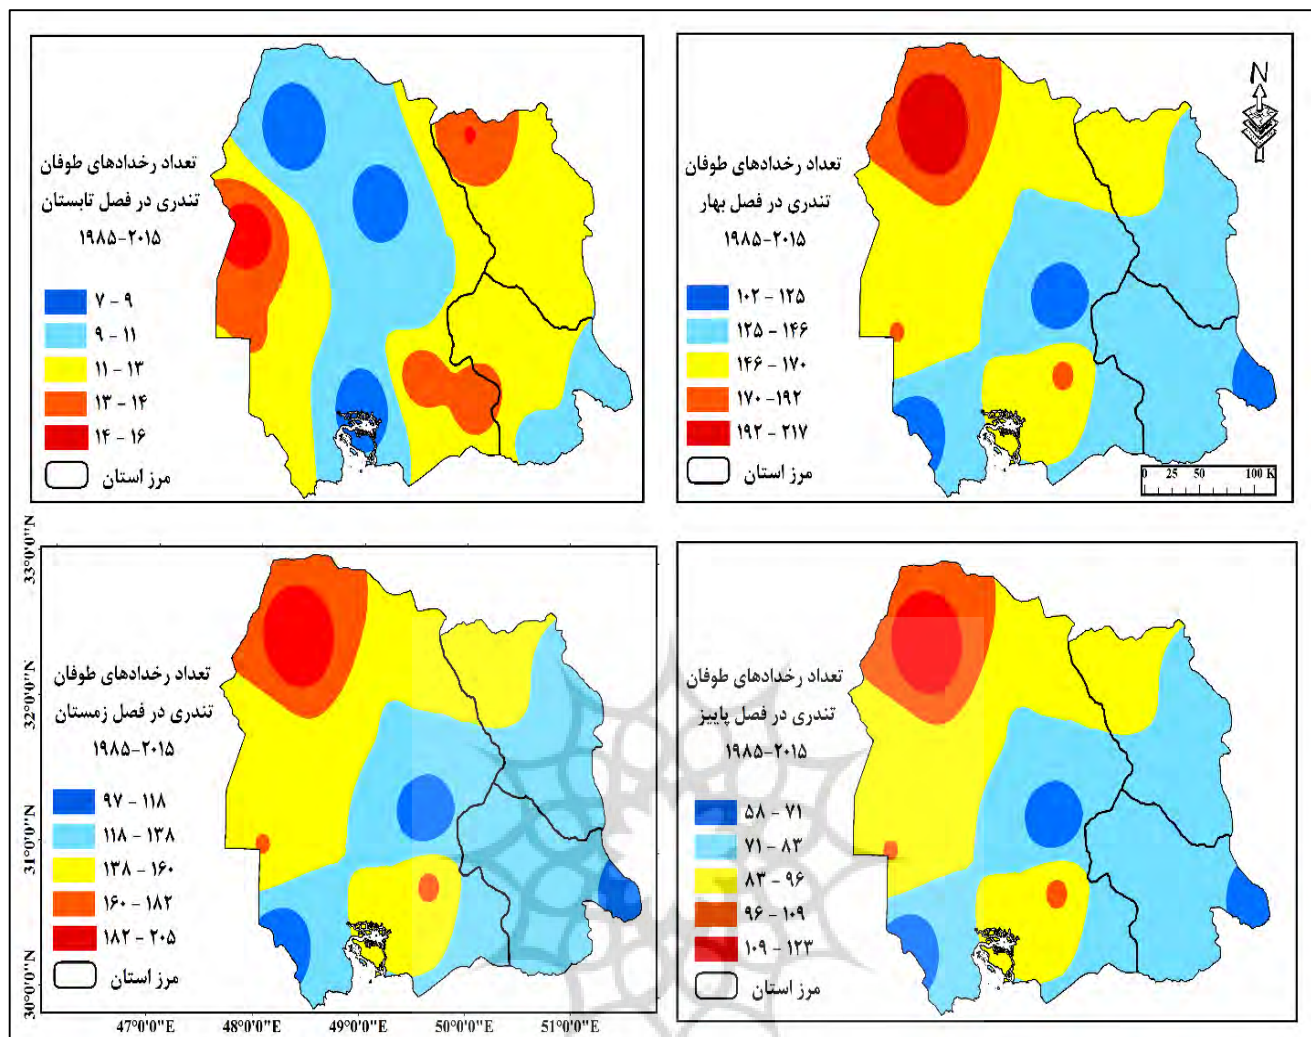 تعداد رخدادهای طوفان
تندری در فصل بهار
۱۹۸۵-۲۰۱۵
۱۰۲ - ۱۲۵
۱۲۵ - ۱۴۶
۱۴۶ - ۱۷۰
۱۷۰ - ۱۹۲
۱۹۲ - ۲۱۷
مرز استان
N
0 25 50 100 K
تعداد رخدادهای طوفان
تندری در فصل تابستان
۱۹۸۵-۲۰۱۵
۷ - ۹
۹ - ۱۱
۱۱ - ۱۳
۱۳ - ۱۴
۱۴ - ۱۶
مرز استان
تعداد رخدادهای طوفان
تندری در فصل پاییز
۱۹۸۵-۲۰۱۵
۵۸ - ۷۱
۷۱ - ۸۳
۸۳ - ۹۶
۹۶ - ۱۰۹
۱۰۹ - ۱۲۳
مرز استان
تعداد رخدادهای طوفان
تندری در فصل زمستان
۱۹۸۵-۲۰۱۵
۹۷ - ۱۱۸
۱۱۸ - ۱۳۸
۱۳۸ - ۱۶۰
۱۶۰ - ۱۸۲
۱۸۲ - ۲۰۵
مرز استان
33°0'0"N
32°0'0"N
31°0'0"N
30°0'0"N
47°0'0"E
48°0'0"E
49°0'0"E
50°0'0"E
51°0'0"E